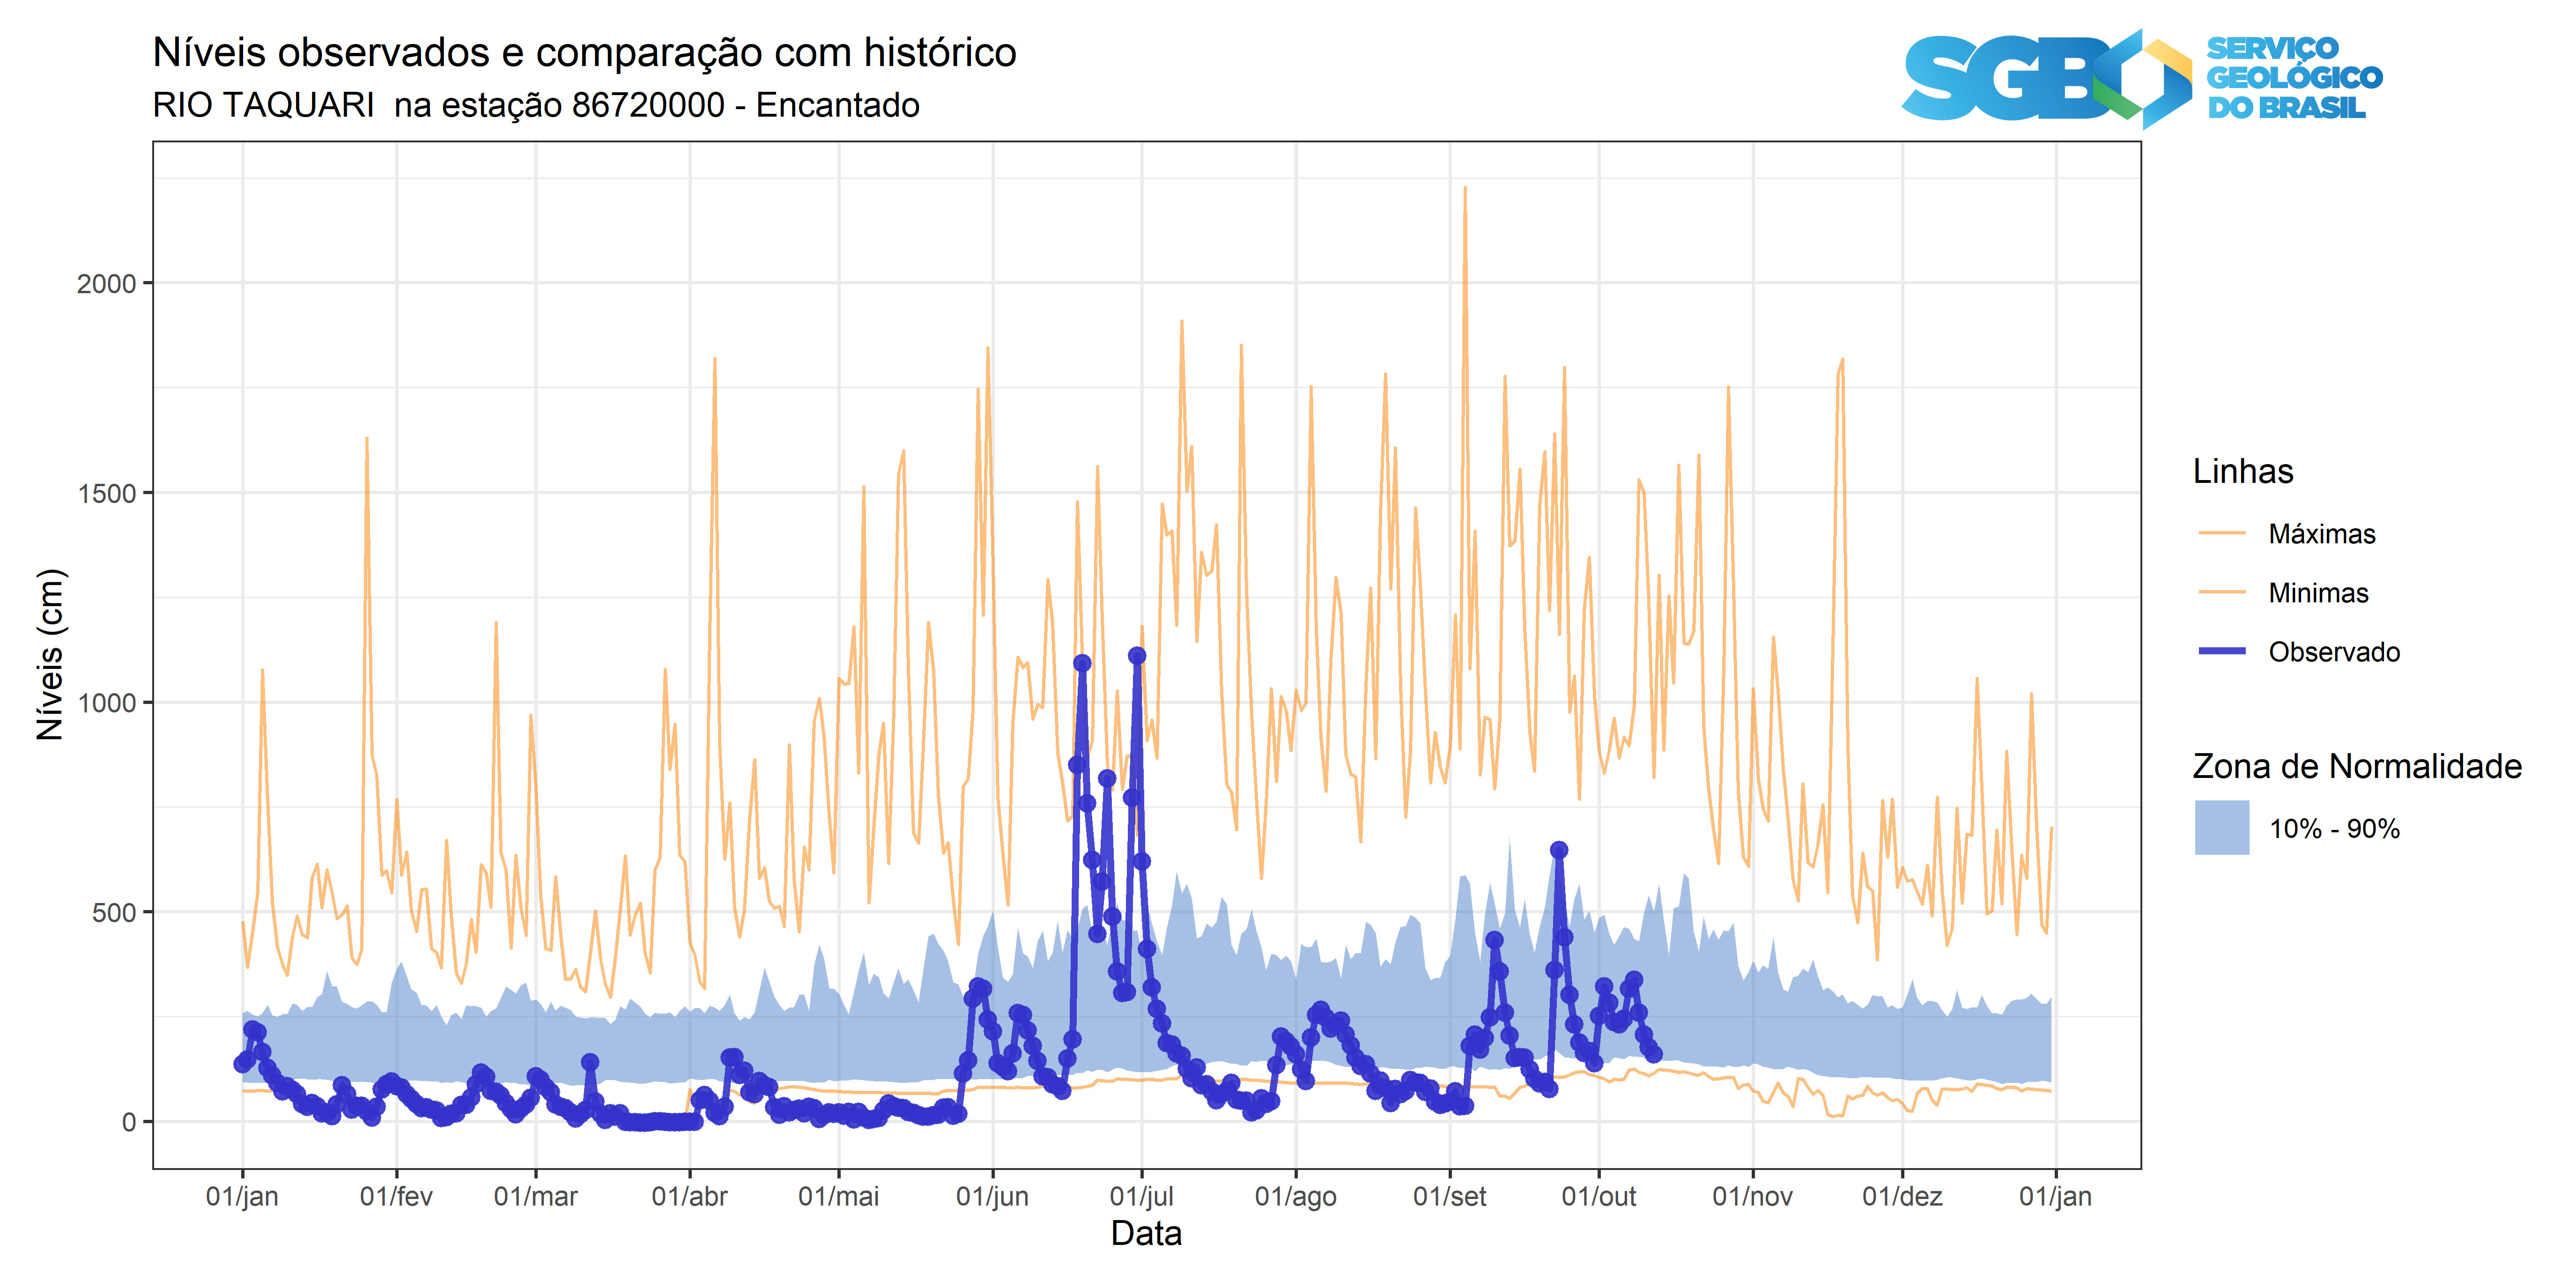 Níveis observados e comparação com histórico
RIO TAQUARI  na estação 86720000 - Encantado
SGB
SERVIÇO
GEOLÓGICO
DO BRASIL
Níveis (cm)
2000
1500
1000
500
0
01/jan
01/fev
01/mar
01/abr
01/mai
01/jun
01/jul
01/ago
01/set
01/out
01/nov
01/dez
01/jan
Data
Linhas
Máximas
Minimas
Observado
Zona de Normalidade
10% - 90%